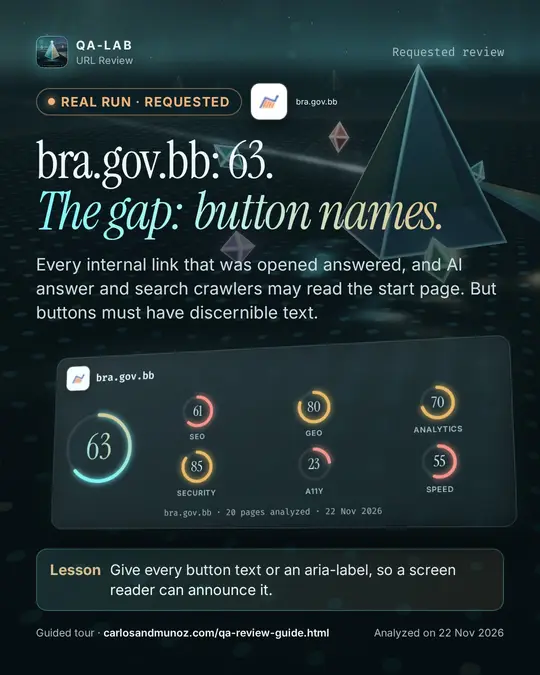 QA-LAB
URL Review
Requested review
REAL RUN · REQUESTED
bra.gov.bb
bra.gov.bb: 63.
The gap: button names.
Every internal link that was opened answered, and AI
answer and search crawlers may read the start page. But
buttons must have discernible text.
bra.gov.bb
63
61
SEO
80
GEO
70
ANALYTICS
85
SECURITY
23
A11Y
55
SPEED
bra.gov.bb · 20 pages analyzed · 22 Nov 2026
Lesson Give every button text or an aria-label, so a screen
reader can announce it.
Guided tour · carlosandmunoz.com/qa-review-guide.html
Analyzed on 22 Nov 2026